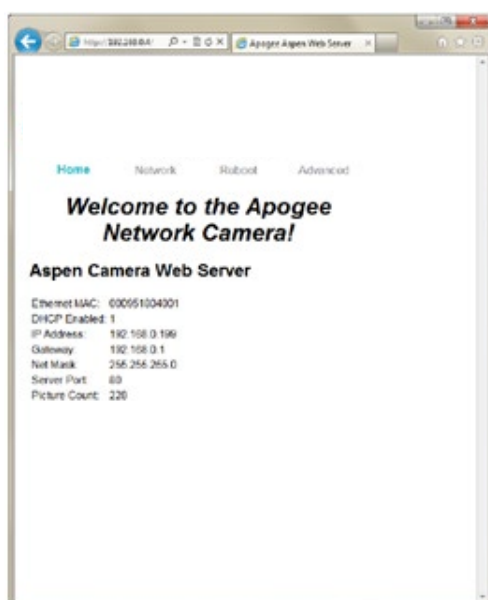 Apogee Aspen Web Server
Home Network Reboot Advanced
Welcome to the Apogee
Network Camera!
Aspen Camera Web Server
Ethernet MAC: 000951004001
DHCP Enabled: 1
IP Address: 192.168.0.199
Gateway: 192.168.0.1
Net Mask: 255.255.255.0
Server Port: 80
Picture Count: 220